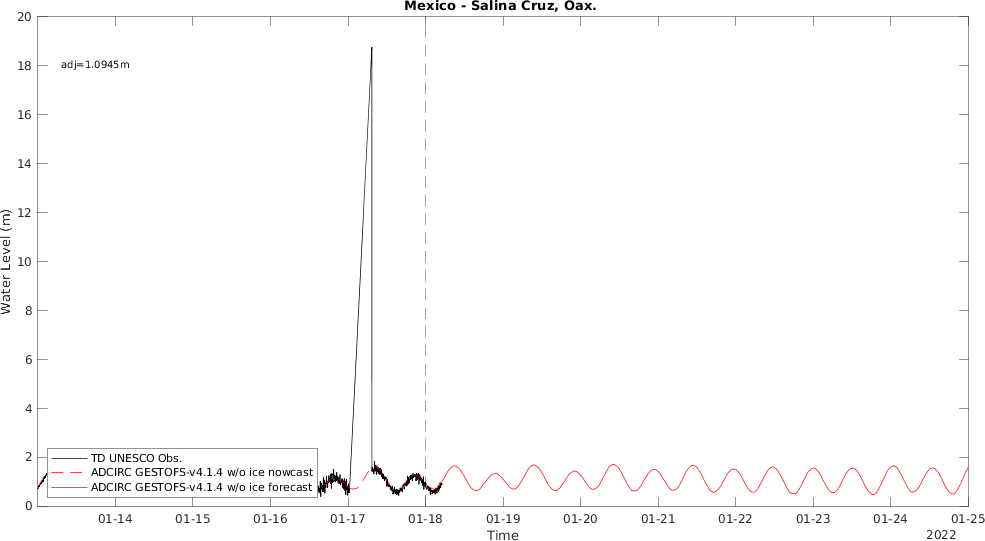 Mexico - Salina Cruz, Oax.
20
18
16
14
12
10
8
6
4
2
0
Water Level (m)
adj=1.0945m
TD UNESCO Obs.
ADCIRC GESTOFS-v4.1.4 w/o ice nowcast
ADCIRC GESTOFS-v4.1.4 w/o ice forecast
01-14 01-15 01-16 01-17 01-18 01-19 01-20 01-21 01-22 01-23 01-24 01-25
Time
2022